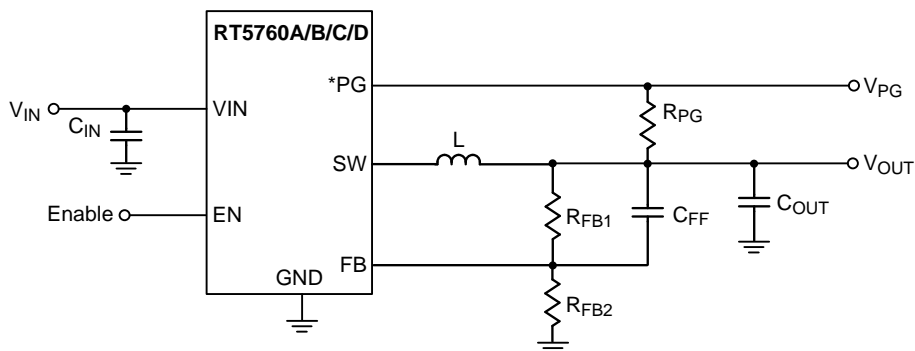 RT5760A/B/C/D
*PG
VPG
VIN
CIN
VIN
RPG
L
SW
VOUT
Enable
EN
RFB1
CFF
COUT
FB
GND
RFB2